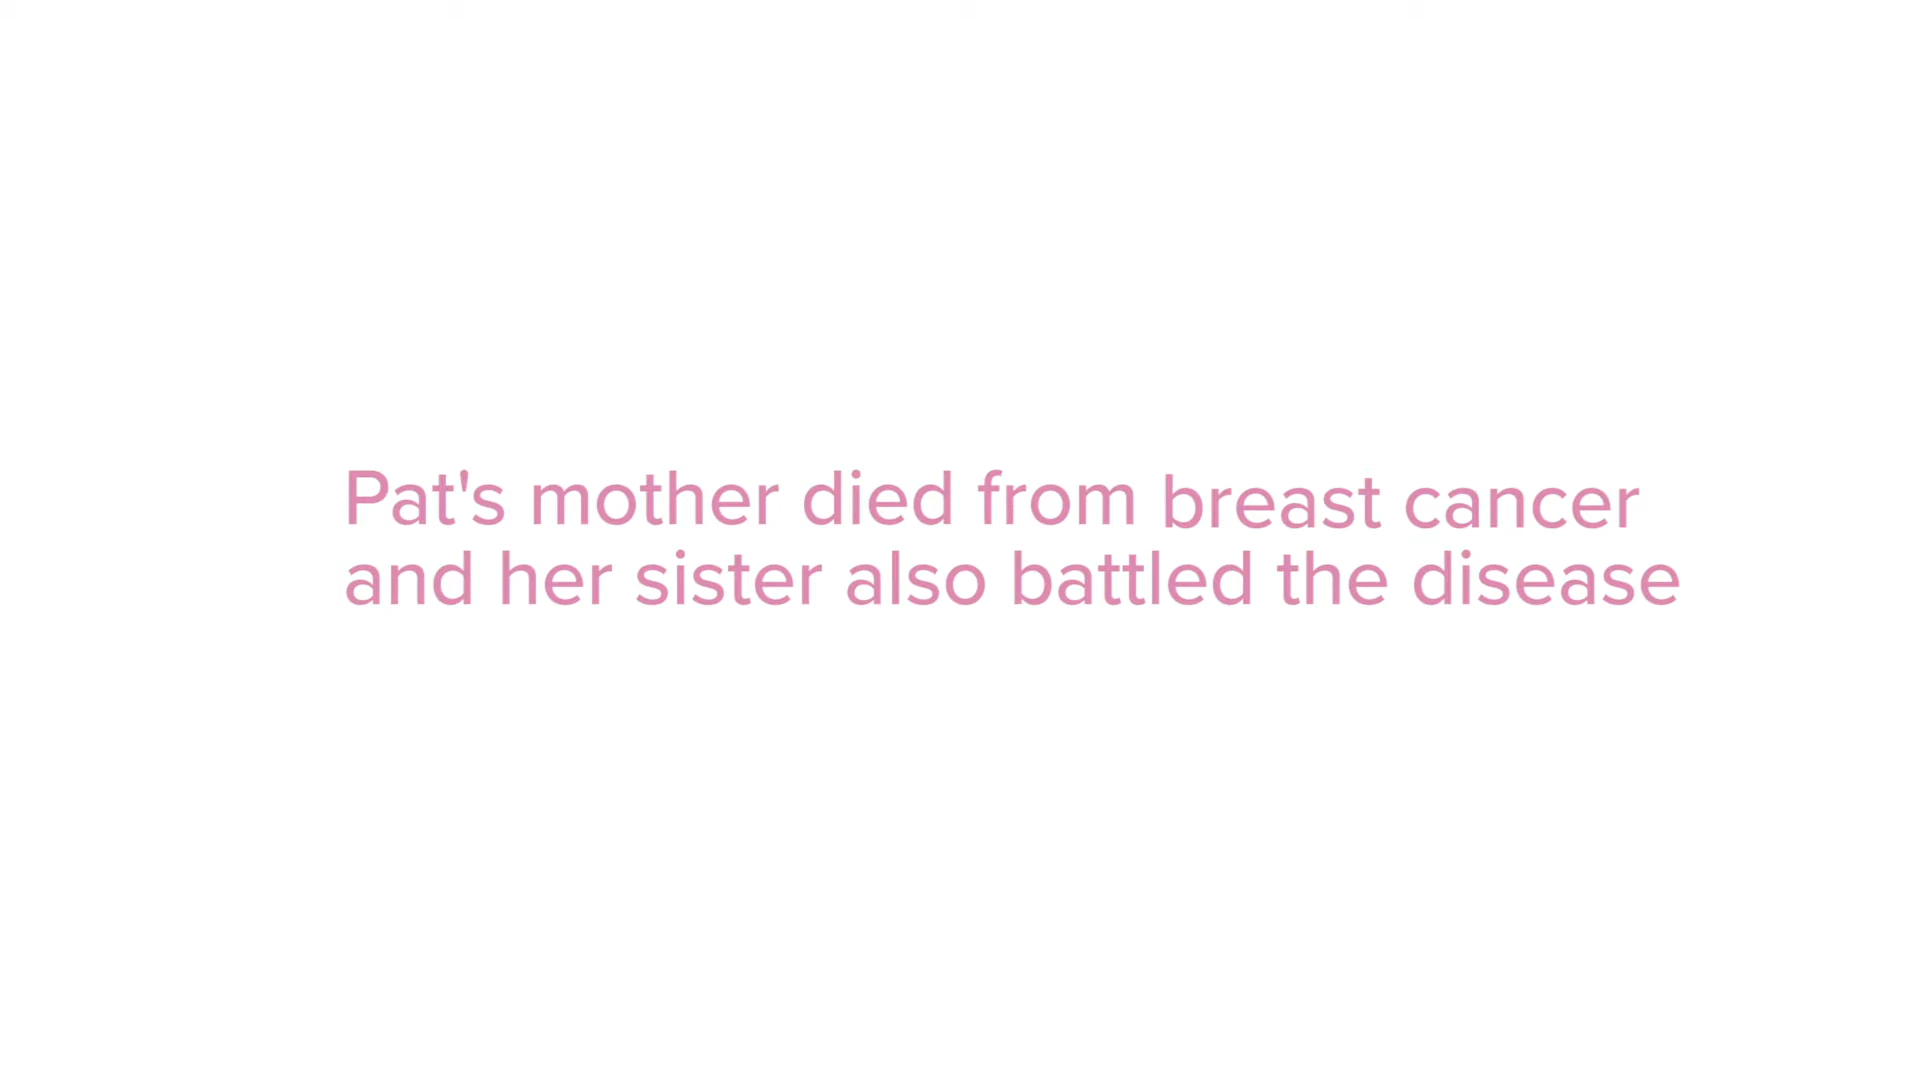 Pat's mother died from breast cancer
and her sister also battled the disease